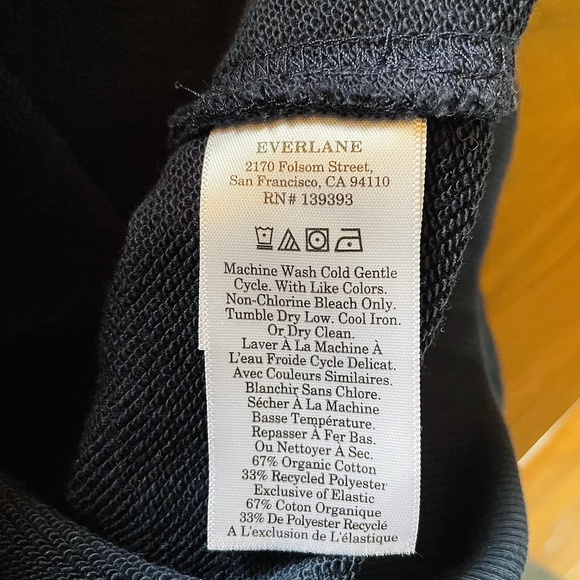 EVERLANE
2170 Folsom Street,
San Francisco, CA 94110
RN# 139393
Machine Wash Cold Gentle
Cycle. With Like Colors.
Non-Chlorine Bleach Only.
Tumble Dry Low. Cool Iron.
Or Dry Clean.
Laver À La Machine À
L'eau Froide Cycle Delicat.
Avec Couleurs Similaires.
Blanchir Sans Chlore.
Sécher À La Machine
Basse Température.
Repasser À Fer Bas.
Ou Nettoyer À Sec.
67% Organic Cotton
33% Recycled Polyester
Exclusive of Elastic
67% Coton Organique
33% De Polyester Recyclé
A L'exclusion De L'élastique